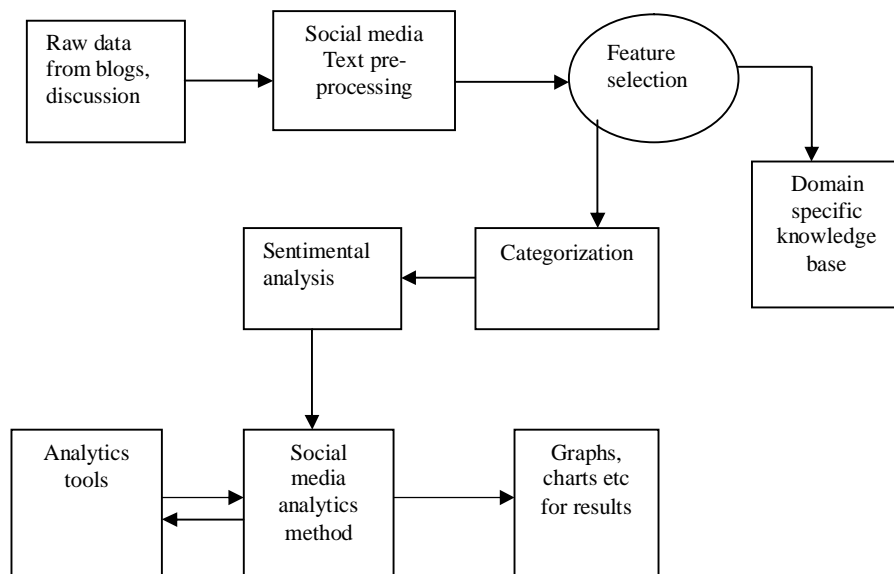 Raw data
from blogs,
discussion
Social media
Text pre-
processing
Feature
selection
Domain
specific
knowledge
base
Categorization
Sentimental
analysis
Analytics
tools
Social
media
analytics
method
Graphs,
charts etc
for results